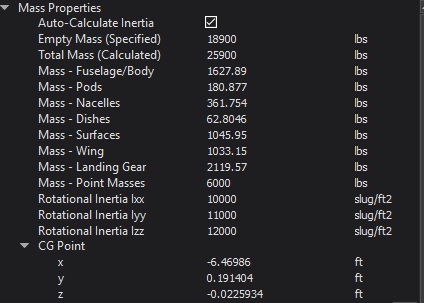 Mass Properties
Auto-Calculate Inertia
Empty Mass (Specified) 18900 lbs
Total Mass (Calculated) 25900 lbs
Mass - Fuselage/Body 1627.89 lbs
Mass - Pods 180.877 lbs
Mass - Nacelles 361.754 lbs
Mass - Dishes 62.8046 lbs
Mass - Surfaces 1045.95 lbs
Mass - Wing 1033.15 lbs
Mass - Landing Gear 2119.57 lbs
Mass - Point Masses 6000 lbs
Rotational Inertia Ixx 10000 slug/ft2
Rotational Inertia Iyy 11000 slug/ft2
Rotational Inertia Izz 12000 slug/ft2
CG Point
x -6.46986 ft
y 0.191404 ft
z -0.0225934 ft